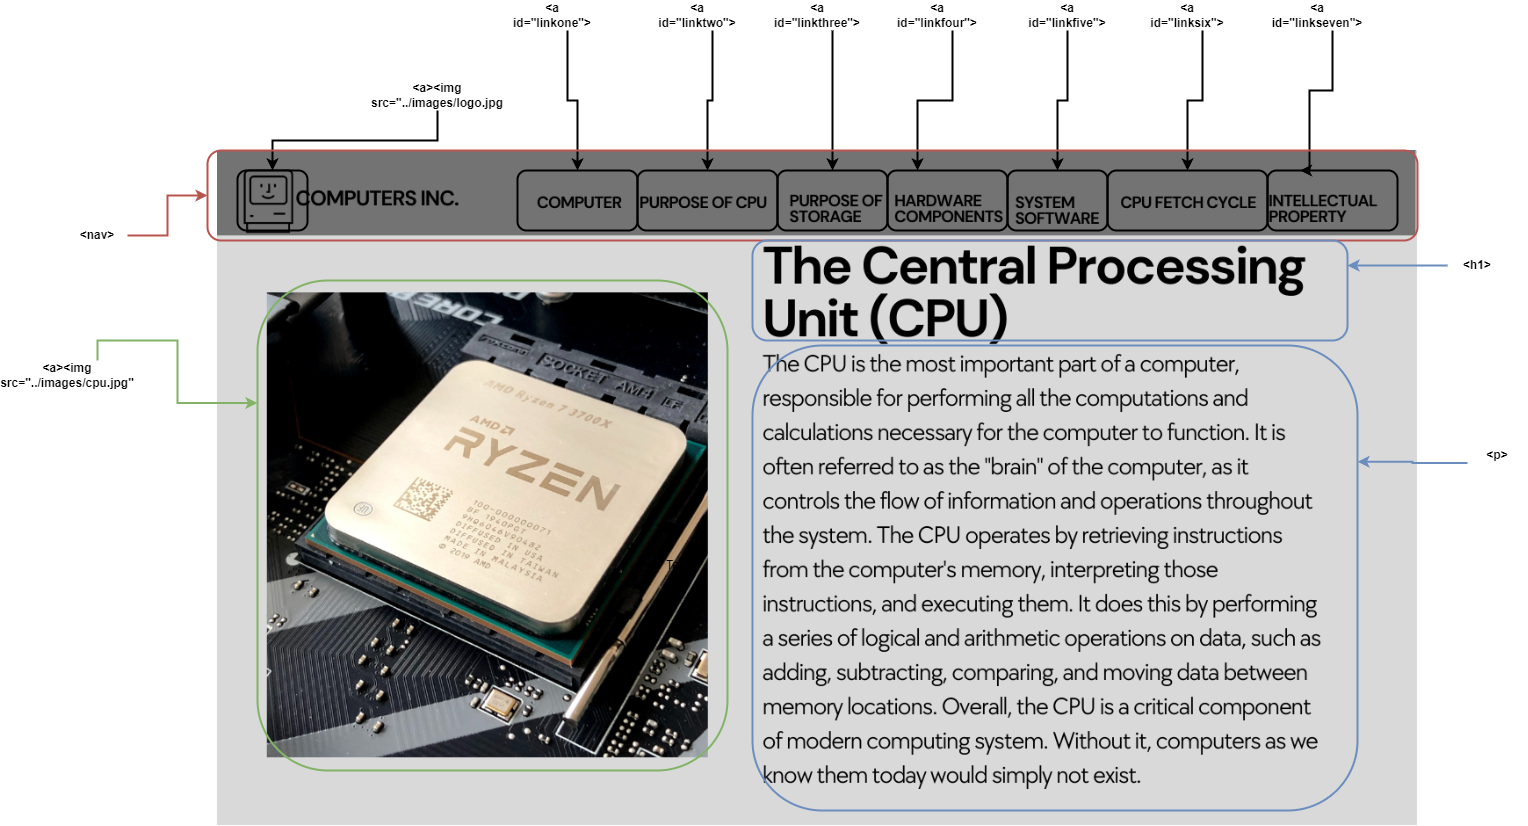 <a
id="linkone">
<a
id="linktwo">
<a
id="linkthree">
<a
id="linkfour">
<a
id="linkfive">
<a
id="linksix">
<a
id="linkseven">
<a><img
src="../images/logo.jpg
<nav>
COMPUTERS INC.
COMPUTER
PURPOSE OF CPU
PURPOSE OF
STORAGE
HARDWARE
COMPONENTS
SYSTEM
SOFTWARE
CPU FETCH CYCLE
INTELLECTUAL
PROPERTY
<h1>
The Central Processing
Unit (CPU)
<a><img
src="../images/cpu.jpg"
CORE
SOCKET AM4
AMD Ryzen 7 3700X
AMD
RYZEN
100-000000071
BF 1940PGT
9HQ6046V90482
DIFFUSED IN USA
DIFFUSED IN TAIWAN
MADE IN MALAYSIA
© 2019 AMD
<p>
The CPU is the most important part of a computer,
responsible for performing all the computations and
calculations necessary for the computer to function. It is
often referred to as the "brain" of the computer, as it
controls the flow of information and operations throughout
the system. The CPU operates by retrieving instructions
from the computer's memory, interpreting those
instructions, and executing them. It does this by performing
a series of logical and arithmetic operations on data, such as
adding, subtracting, comparing, and moving data between
memory locations. Overall, the CPU is a critical component
of modern computing system. Without it, computers as we
know them today would simply not exist.